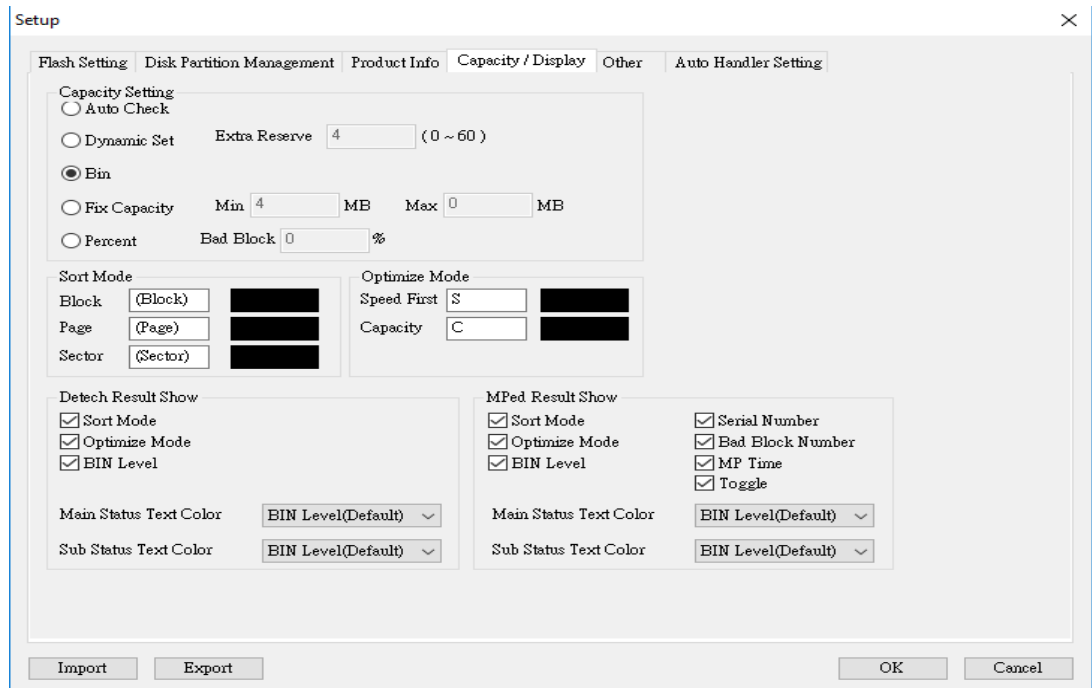 Setup
Flash Setting Disk Partition Management Product Info Capacity / Display Other Auto Handler Setting
Capacity Setting
Auto Check
Dynamic Set Extra Reserve 4 ( 0 ~ 60 )
Bin
Fix Capacity Min 4 MB Max 0 MB
Percent Bad Block 0 %
Sort Mode
Block (Block)
Page (Page)
Sector (Sector)
Optimize Mode
Speed First S
Capacity C
Detech Result Show
Sort Mode
Optimize Mode
BIN Level
Main Status Text Color BIN Level(Default)
Sub Status Text Color BIN Level(Default)
MPed Result Show
Sort Mode Serial Number
Optimize Mode Bad Block Number
BIN Level MP Time
Toggle
Main Status Text Color BIN Level(Default)
Sub Status Text Color BIN Level(Default)
Import Export OK Cancel